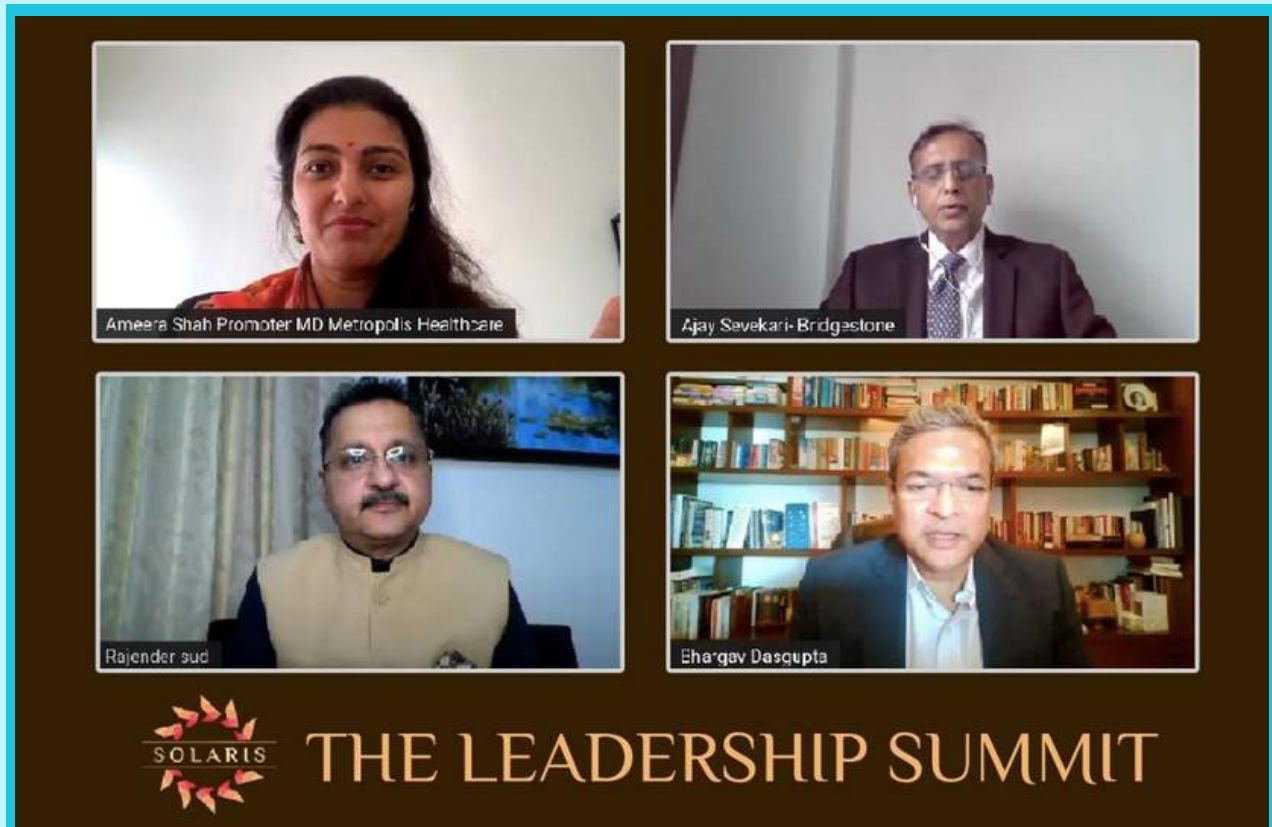 Ameera Shah Promoter MD Metropolis Healthcare
Ajay Sevekari- Bridgestone
Rajender sud
Bhargav Dasgupta
SOLARIS
THE LEADERSHIP SUMMIT